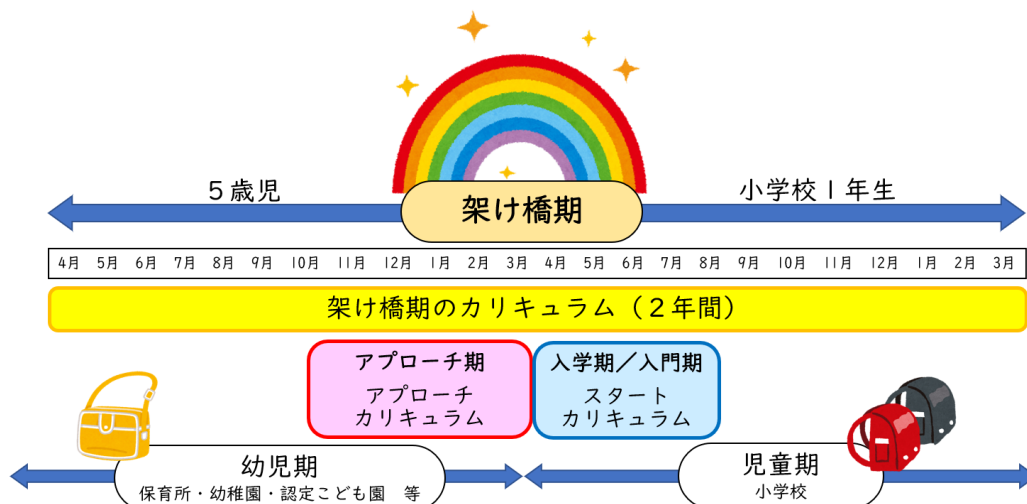 5歳児
架け橋期
小学校1年生
4月 5月 6月 7月 8月 9月 10月 11月 12月 1月 2月 3月 4月 5月 6月 7月 8月 9月 10月 11月 12月 1月 2月 3月
架け橋期のカリキュラム(2年間)
アプローチ期
アプローチ
カリキュラム
入学期/入門期
スタート
カリキュラム
幼児期
保育所・幼稚園・認定こども園 等
児童期
小学校